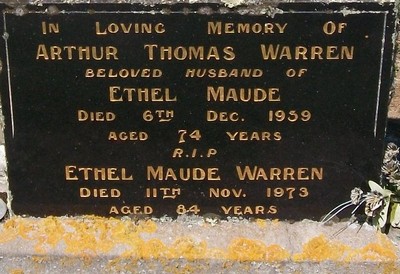 In Loving Memory Of
Arthur Thomas Warren
Beloved Husband of
Ethel Maude
Died 6th Dec. 1959
Aged 74 Years
R.I.P
Ethel Maude Warren
Died 11th Nov. 1973
Aged 84 Years